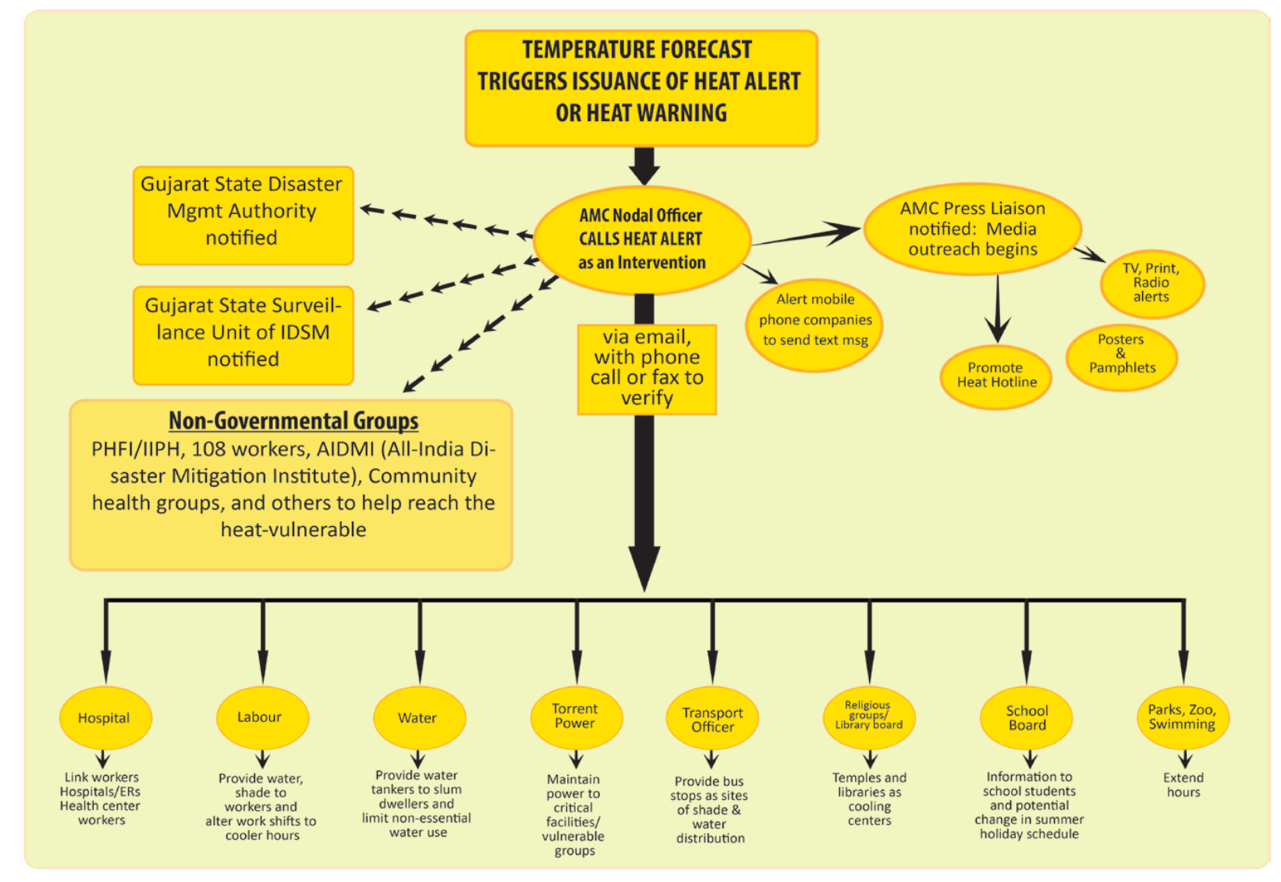 TEMPERATURE FORECAST
TRIGGERS ISSUANCE OF HEAT ALERT
OR HEAT WARNING
Gujarat State Disaster
Mgmt Authority
notified
AMC Nodal Officer
CALLS HEAT ALERT
as an Intervention
AMC Press Liaison
notified: Media
outreach begins
TV, Print,
Radio
alerts
Gujarat State Surveil-
lance Unit of IDSM
notified
Alert mobile
phone companies
to send text msg
via email,
with phone
call or fax to
verify
Posters
&
Pamphlets
Promote
Heat Hotline
Non-Governmental Groups
PHFI/IIPH, 108 workers, AIDMI (All-India Di-
saster Mitigation Institute), Community
health groups, and others to help reach the
heat-vulnerable
Hospital
Link workers
Hospitals/ERs
Health center
workers
Labour
Provide water,
shade to
workers and
alter work shifts to
cooler hours
Water
Provide water
tankers to slum
dwellers and
limit non-essential
water use
Torrent
Power
Maintain
power to
critical
facilities/
vulnerable
groups
Transport
Officer
Provide bus
stops as sites
of shade &
water
distribution
Religious
groups/
Library board
Temples and
libraries as
cooling
centers
School
Board
Information to
school students
and potential
change in summer
holiday schedule
Parks, Zoo,
Swimming
Extend
hours